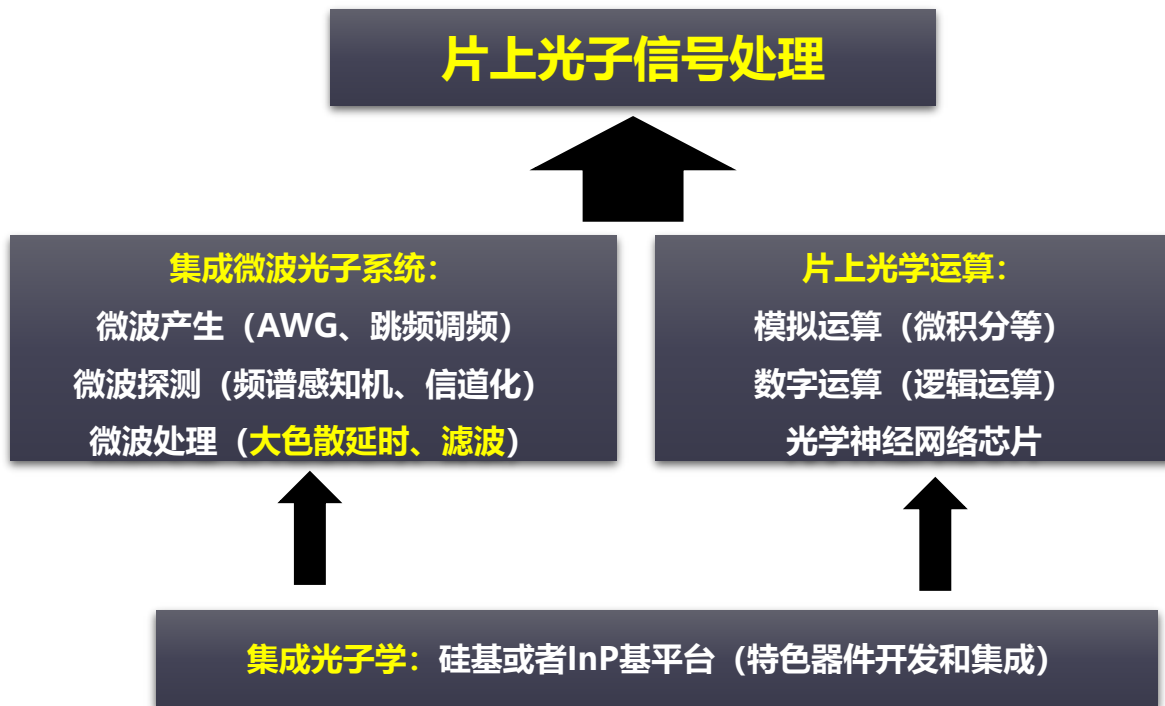 片上光子信号处理
集成微波光子系统：
微波产生（AWG、跳频调频）
微波探测（频谱感知机、信道化）
微波处理（大色散延时、滤波）
片上光学运算：
模拟运算（微积分等）
数字运算（逻辑运算）
光学神经网络芯片
集成光子学：硅基或者InP基平台（特色器件开发和集成）